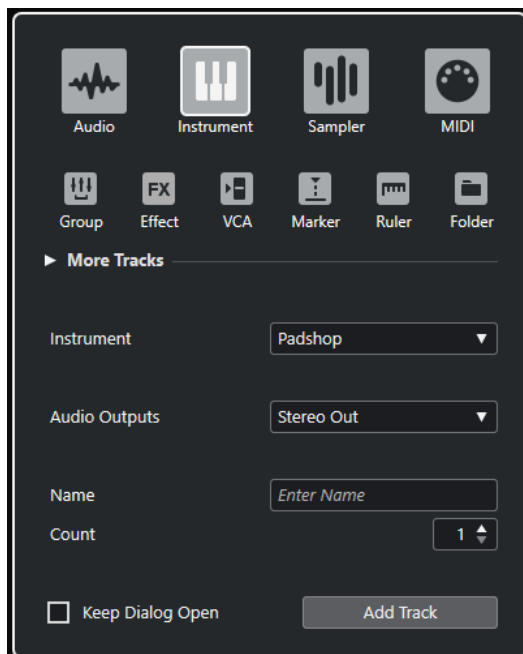 Audio Instrument Sampler MIDI
FX
Group Effect VCA Marker Ruler Folder
More Tracks
Instrument Padshop
Audio Outputs Stereo Out
Name Enter Name
Count 1
Keep Dialog Open Add Track